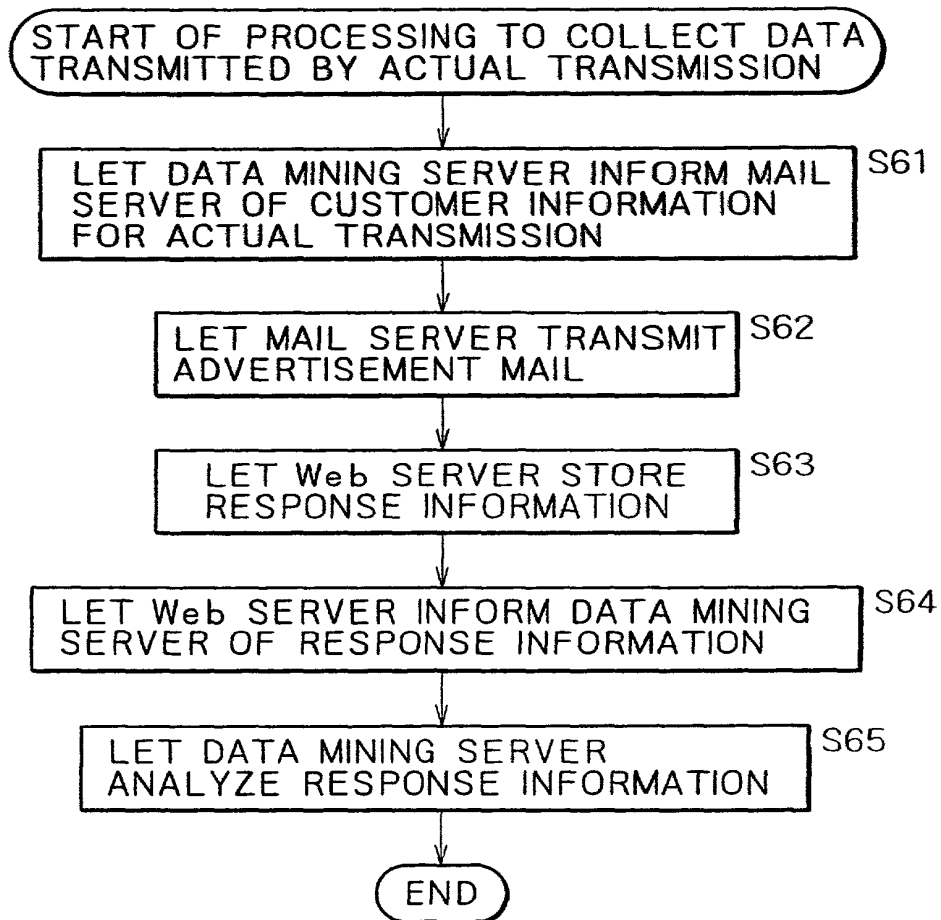 START OF PROCESSING TO COLLECT DATA
TRANSMITTED BY ACTUAL TRANSMISSION
LET DATA MINING SERVER INFORM MAIL
SERVER OF CUSTOMER INFORMATION
FOR ACTUAL TRANSMISSION
S61
LET MAIL SERVER TRANSMIT
ADVERTISEMENT MAIL
S62
LET Web SERVER STORE
RESPONSE INFORMATION
S63
LET Web SERVER INFORM DATA MINING
SERVER OF RESPONSE INFORMATION
S64
LET DATA MINING SERVER
ANALYZE RESPONSE INFORMATION
S65
END